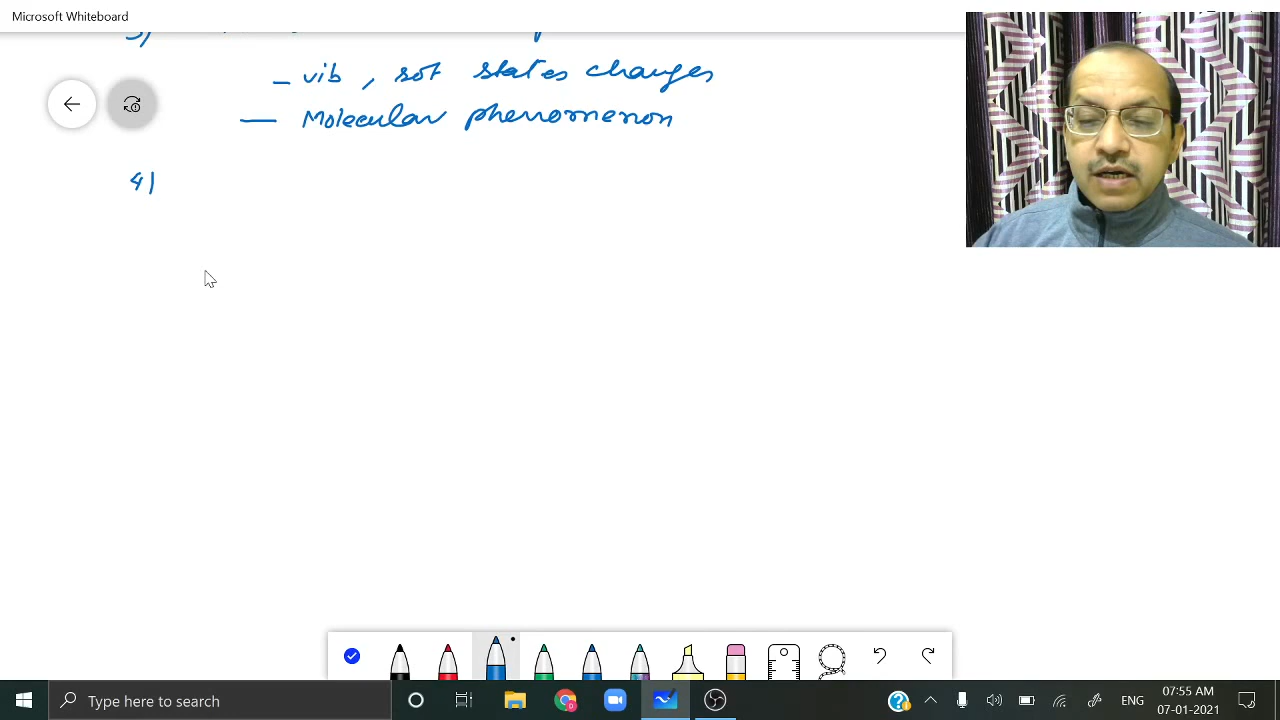 Microsoft Whiteboard
3)
- vib, rot states changes
— Molecular phenomenon
4)
Type here to search
ENG
07:55 AM
07-01-2021